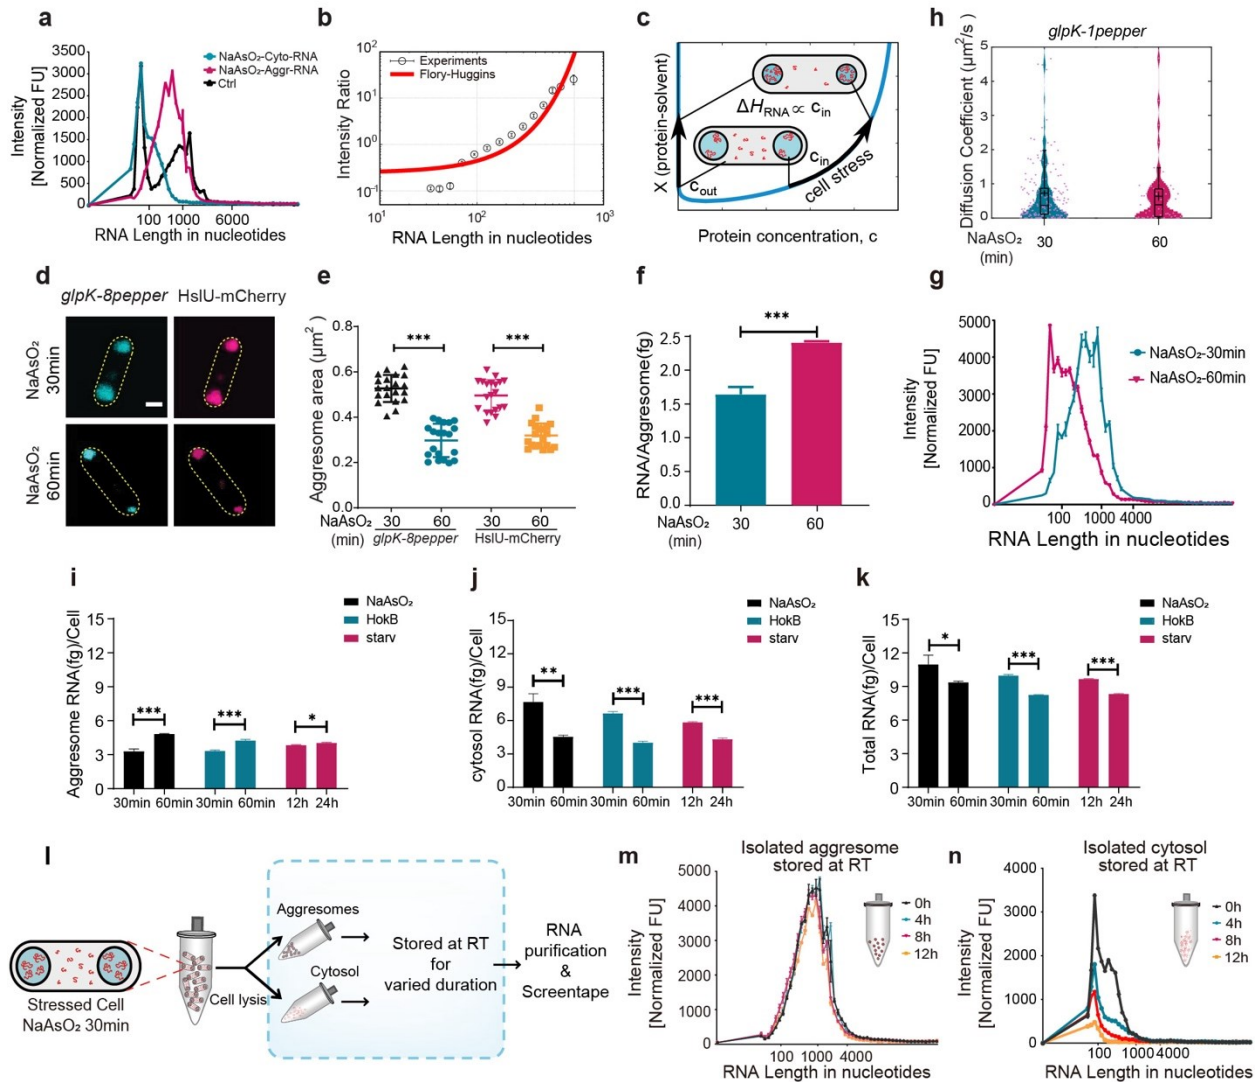 a
3500
3000
2500
2000
1500
1000
500
0
Intensity
[Normalized FU]
NaAsO₂-Cyto-RNA
NaAsO₂-Aggr-RNA
Ctrl
100 1000 6000
RNA Length in nucleotides
b
10²
10¹
10⁰
10⁻¹
Intensity Ratio
Experiments
Flory-Huggins
10¹ 10² 10³
RNA Length in nucleotides
c
X (protein-solvent)
ΔH_RNA ∝ c_in
c_in
c_out
cell stress
Protein concentration, c
h
glpK-1pepper
Diffusion Coefficient (μm²/s)
5
4
3
2
1
0
NaAsO₂
(min)
30 60
d
glpK-8pepper HslU-mCherry
NaAsO₂
30min
NaAsO₂
60min
e
Aggresome area (μm²)
0.8
0.6
0.4
0.2
0.0
*** ***
NaAsO₂
(min)
30 60 30 60
glpK-8pepper HslU-mCherry
f
RNA/Aggresome(fg)
2.5
2.0
1.5
1.0
0.5
0.0
***
NaAsO₂
(min)
30 60
g
Intensity
[Normalized FU]
5000
4000
3000
2000
1000
0
NaAsO₂-30min
NaAsO₂-60min
100 1000 4000
RNA Length in nucleotides
i
Aggresome RNA(fg)/Cell
15
12
9
6
3
0
NaAsO₂
HokB
starv
*** *** *
30min 60min 30min 60min 12h 24h
j
cytosol RNA(fg)/Cell
15
12
9
6
3
0
NaAsO₂
HokB
starv
** *** ***
30min 60min 30min 60min 12h 24h
k
Total RNA(fg)/Cell
15
12
9
6
3
0
NaAsO₂
HokB
starv
* *** ***
30min 60min 30min 60min 12h 24h
l
Stressed Cell
NaAsO₂ 30min
Cell lysis
Aggresomes
Cytosol
Stored at RT
for
varied duration
RNA
purification
&
Screentape
m
Isolated aggresome
stored at RT
Intensity
[Normalized FU]
5000
4000
3000
2000
1000
0
0h
4h
8h
12h
100 1000 4000
RNA Length in nucleotides
n
Isolated cytosol
stored at RT
Intensity
[Normalized FU]
4000
3000
2000
1000
0
0h
4h
8h
12h
100 1000 4000
RNA Length in nucleotides